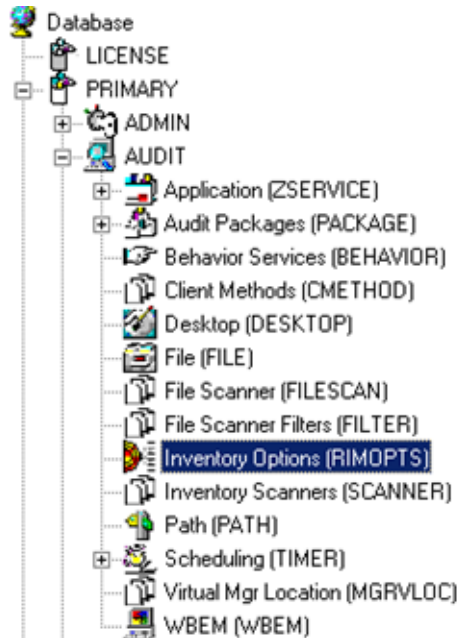 Database
LICENSE
PRIMARY
ADMIN
AUDIT
Application (ZSERVICE)
Audit Packages (PACKAGE)
Behavior Services (BEHAVIOR)
Client Methods (CMETHOD)
Desktop (DESKTOP)
File (FILE)
File Scanner (FILESCAN)
File Scanner Filters (FILTER)
Inventory Options (RIMOPTS)
Inventory Scanners (SCANNER)
Path (PATH)
Scheduling (TIMER)
Virtual Mgr Location (MGRVLOC)
WBEM (WBEM)